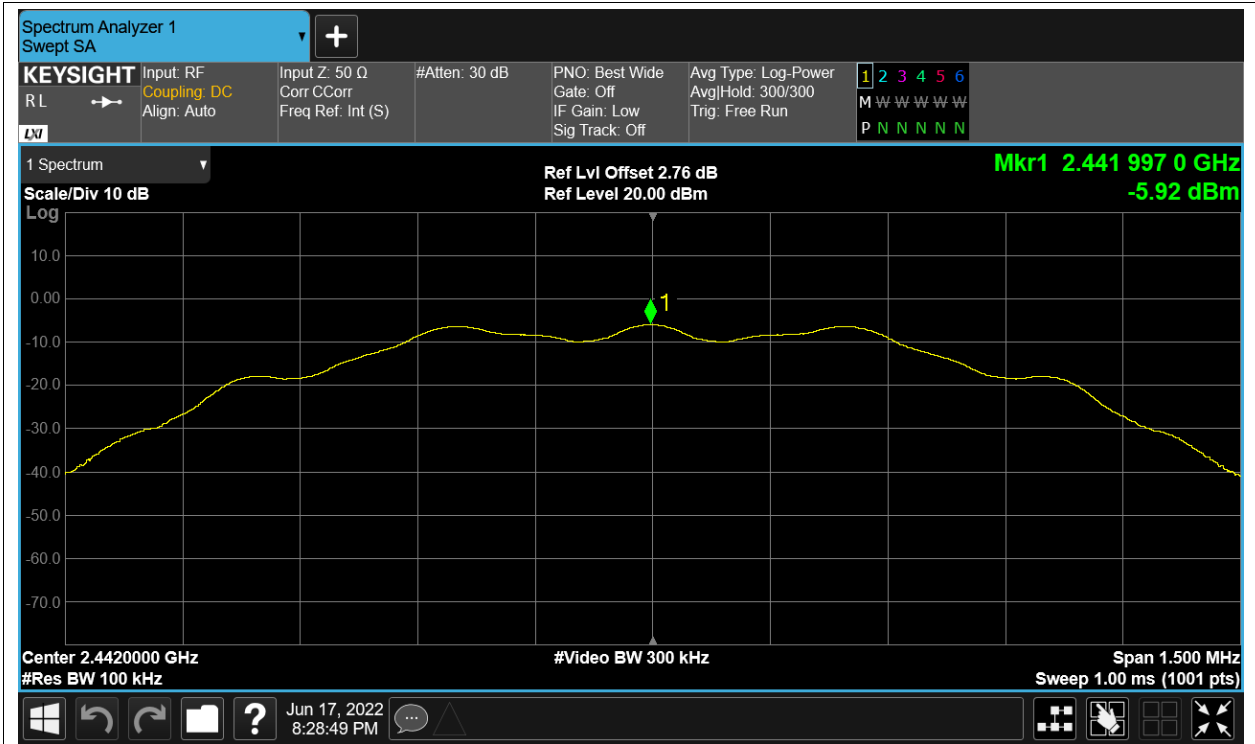 Spectrum Analyzer 1
Swept SA
+
KEYSIGHT
R L
LXI
Input: RF
Coupling: DC
Align: Auto
Input Z: 50 Ω
Corr CCorr
Freq Ref: Int (S)
#Atten: 30 dB
PNO: Best Wide
Gate: Off
IF Gain: Low
Sig Track: Off
Avg Type: Log-Power
Avg|Hold: 300/300
Trig: Free Run
1 2 3 4 5 6
M W W W W W
P N N N N N
1 Spectrum
Scale/Div 10 dB
Log
Ref Lvl Offset 2.76 dB
Ref Level 20.00 dBm
Mkr1 2.441 997 0 GHz
-5.92 dBm
10.0
0.00
1
-10.0
-20.0
-30.0
-40.0
-50.0
-60.0
-70.0
Center 2.4420000 GHz
#Res BW 100 kHz
#Video BW 300 kHz
Span 1.500 MHz
Sweep 1.00 ms (1001 pts)
?
Jun 17, 2022
8:28:49 PM